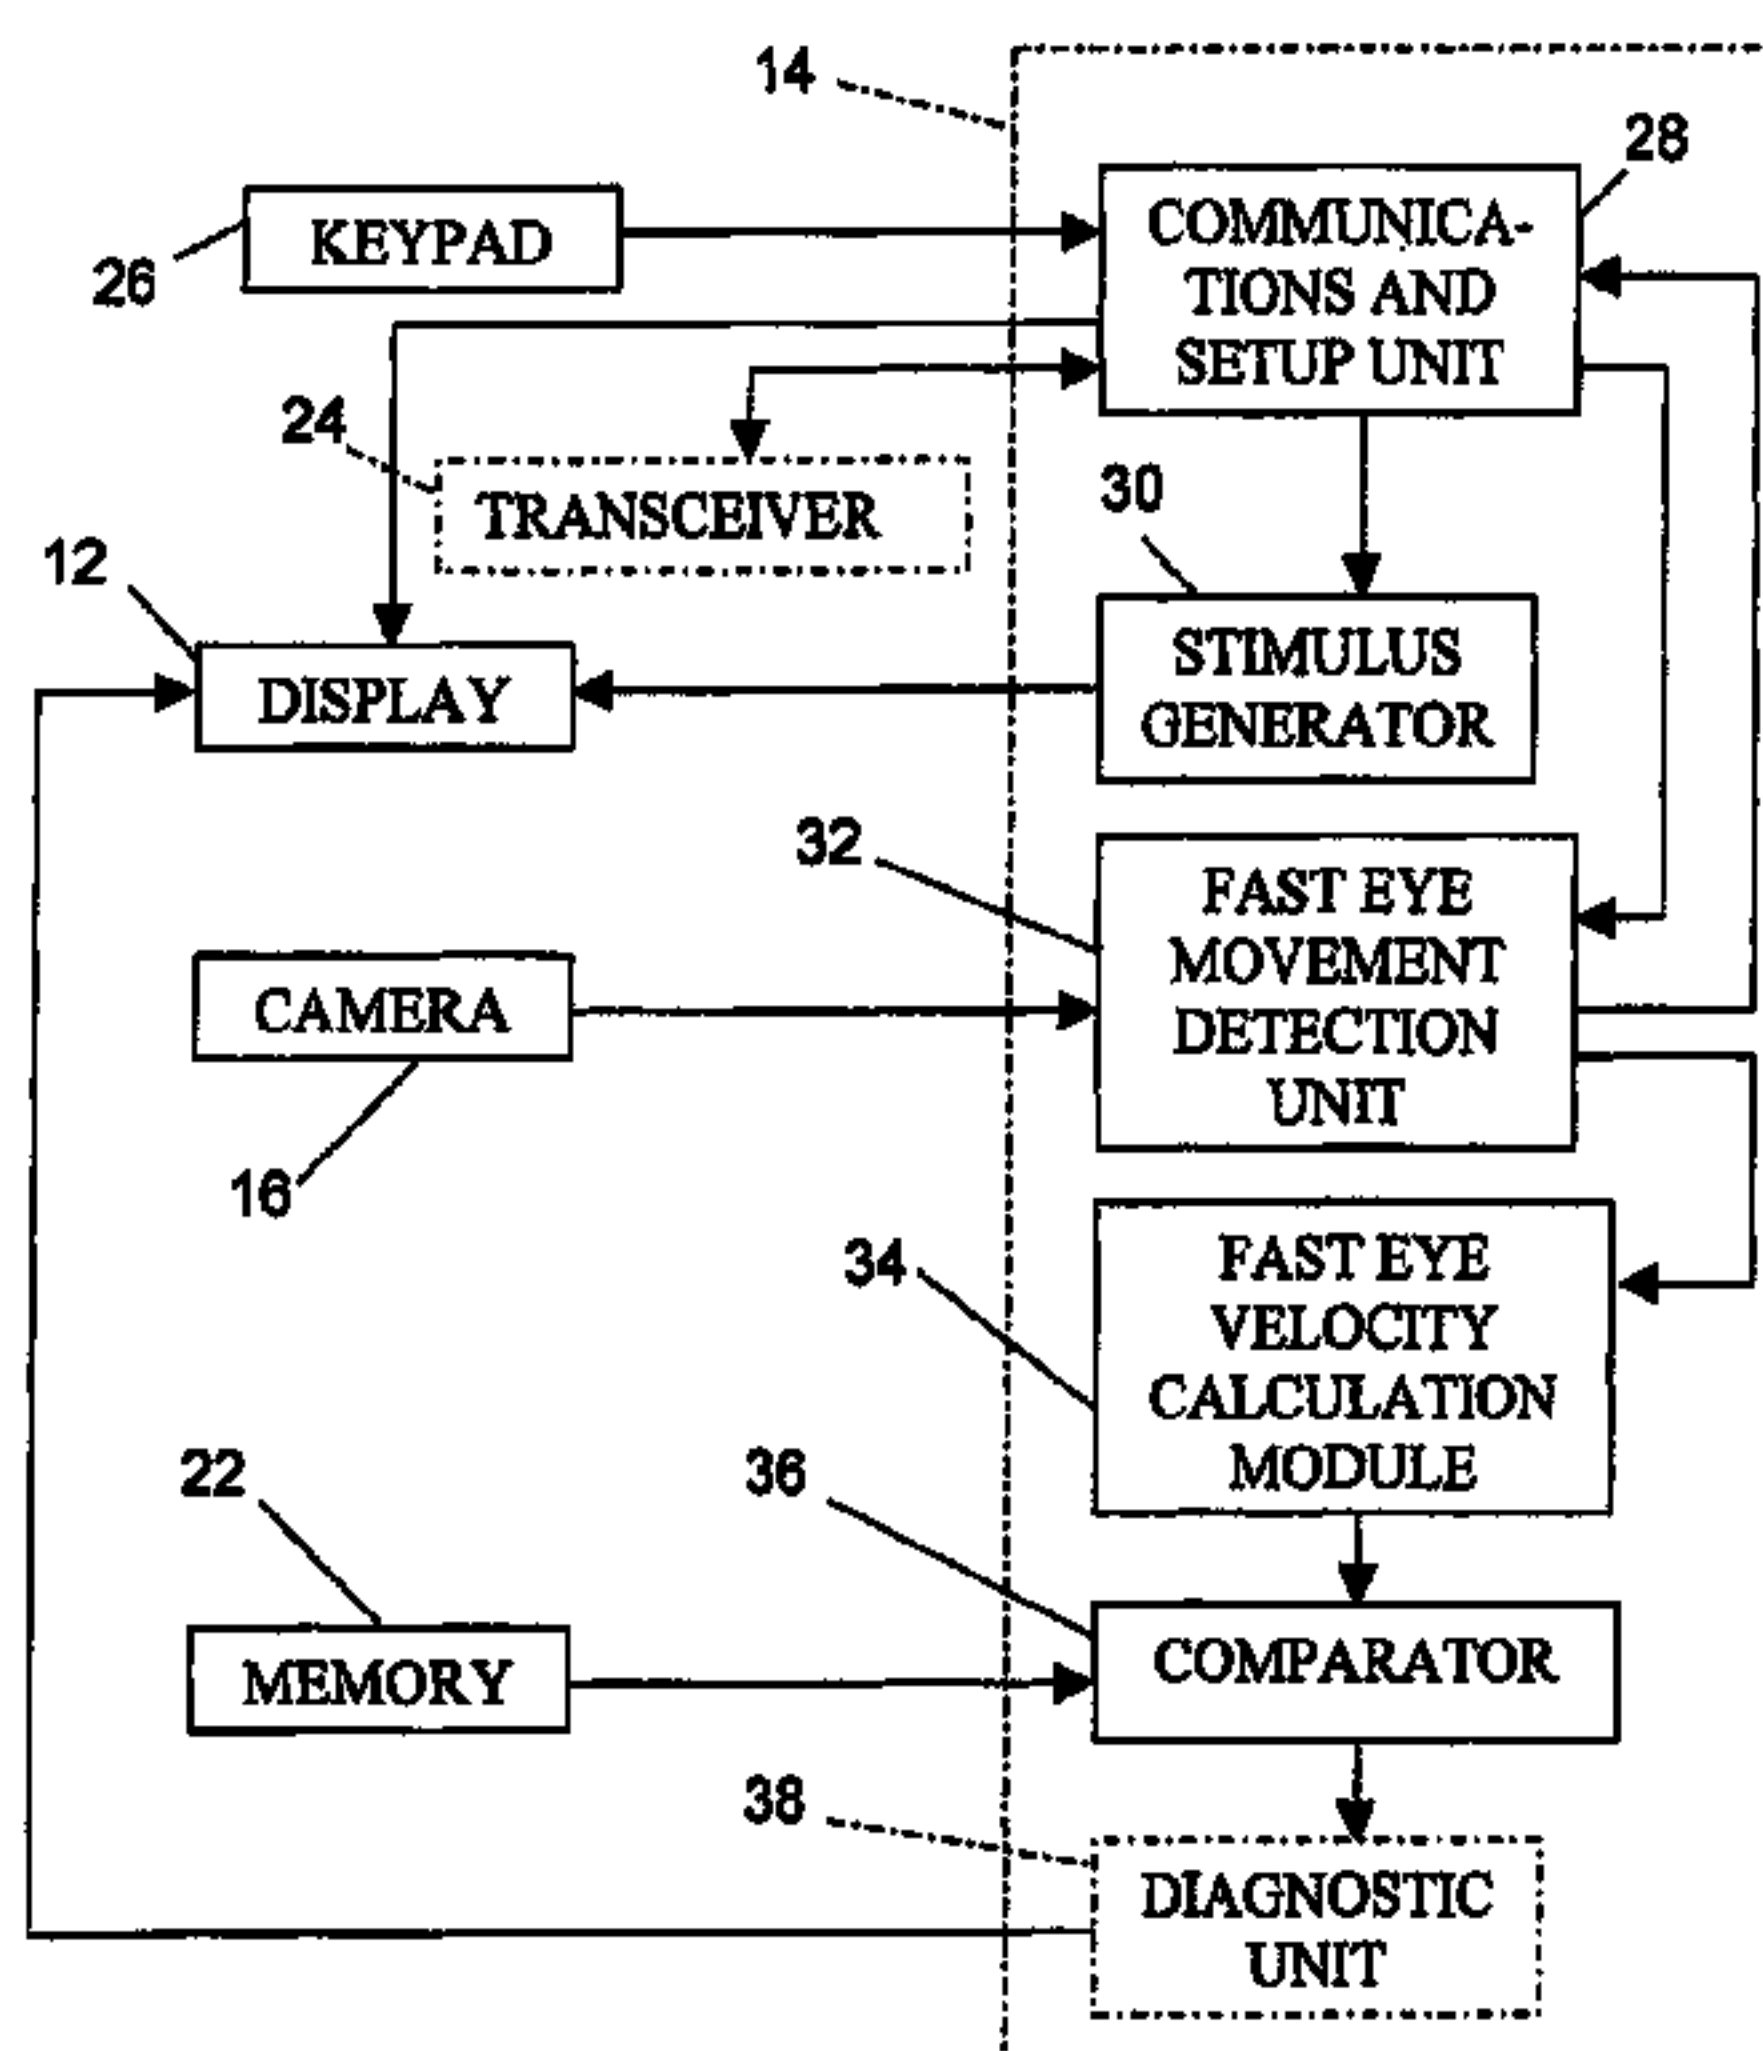 14
28
KEYPAD
26
COMMUNICA-
TIONS AND
SETUP UNIT
24
TRANSCEIVER
30
12
DISPLAY
STIMULUS
GENERATOR
32
FAST EYE
MOVEMENT
DETECTION
UNIT
CAMERA
16
34
FAST EYE
VELOCITY
CALCULATION
MODULE
22
36
MEMORY
COMPARATOR
38
DIAGNOSTIC
UNIT